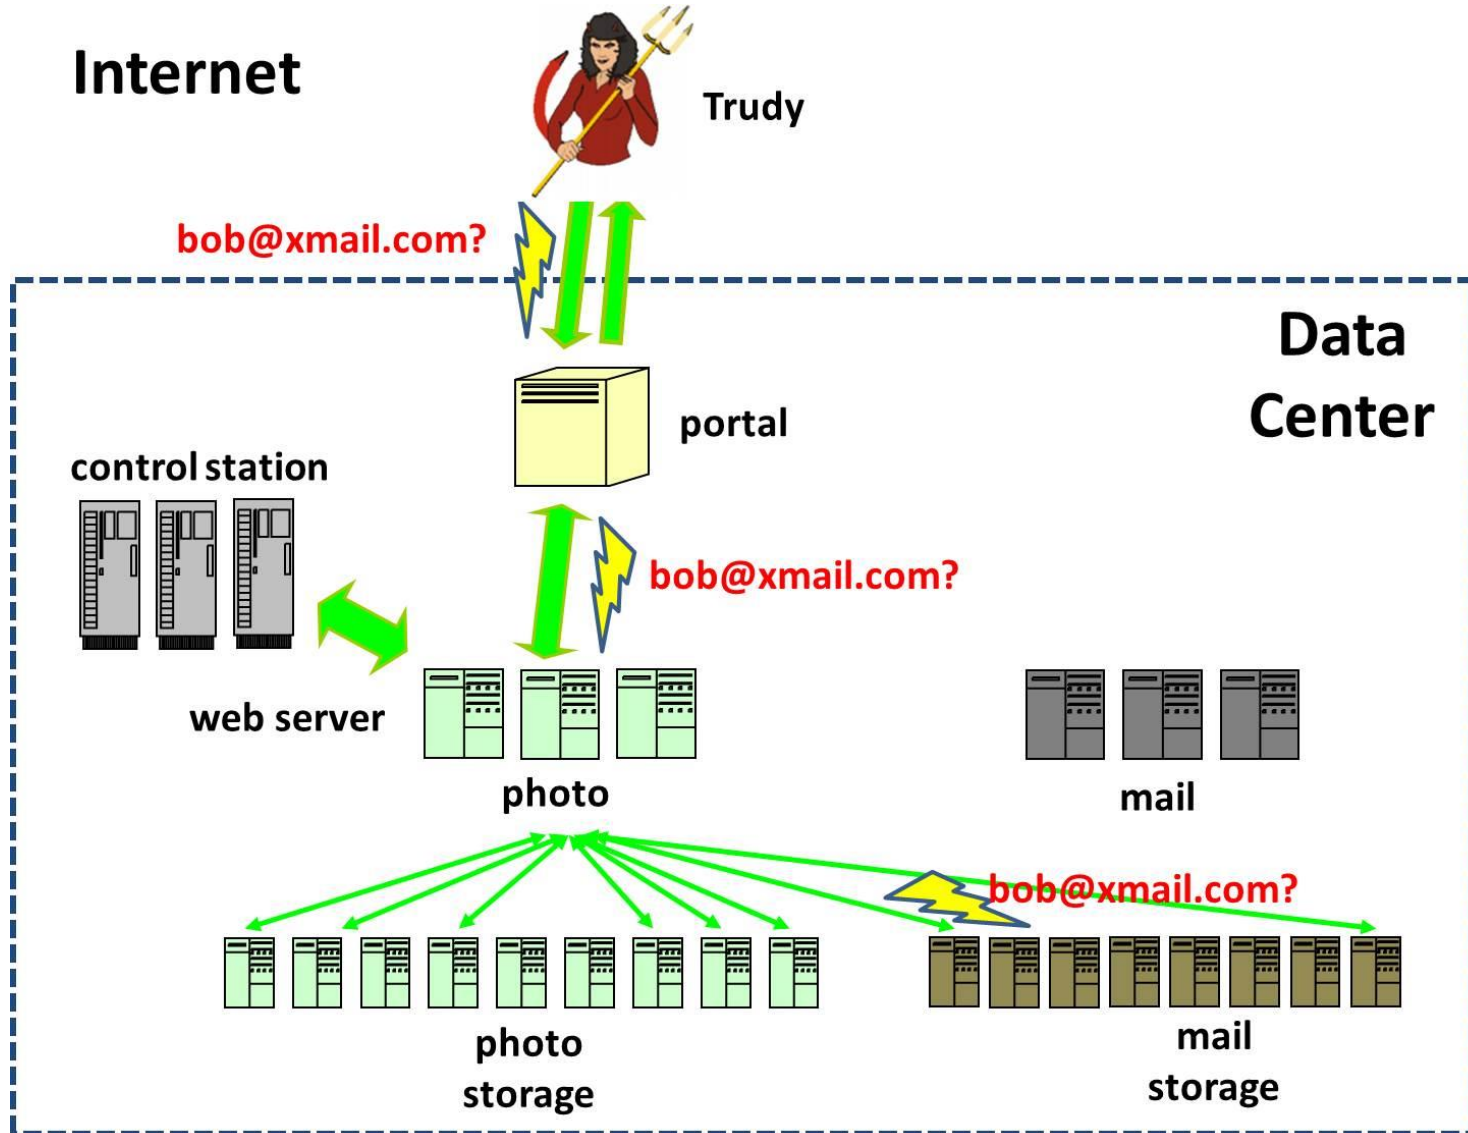 Internet
Trudy
bob@xmail.com?
Data
Center
portal
control station
bob@xmail.com?
web server
photo
mail
bob@xmail.com?
photo
storage
mail
storage